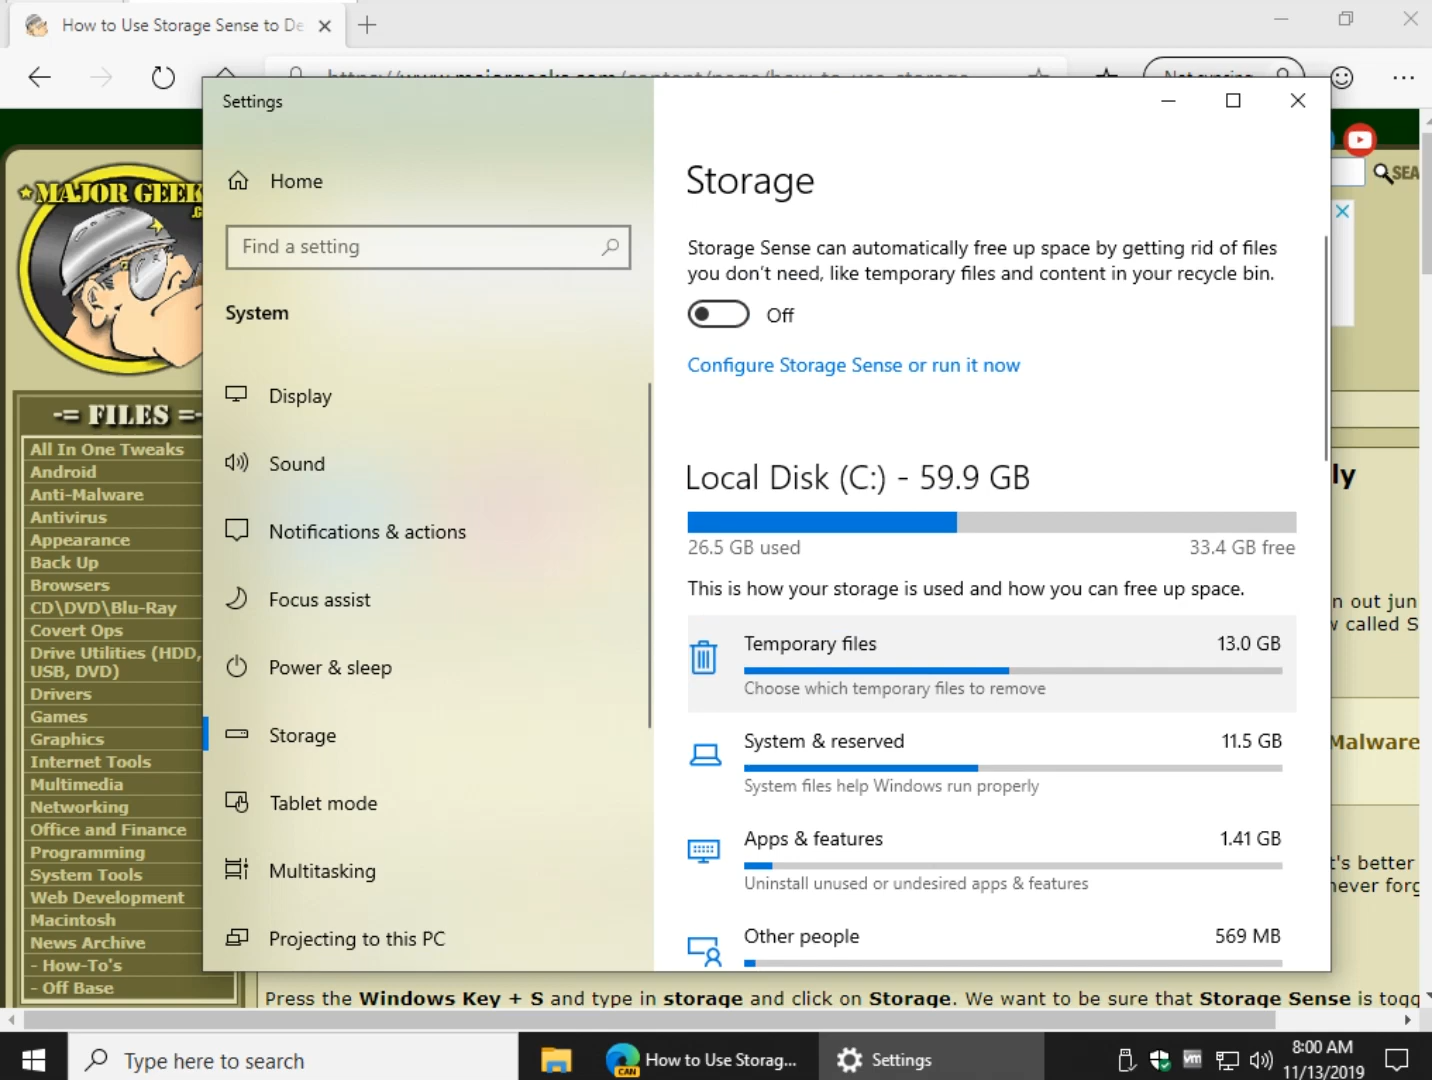 How to Use Storage Sense to De
Settings
Home
Find a setting
System
Display
Sound
Notifications & actions
Focus assist
Power & sleep
Storage
Tablet mode
Multitasking
Projecting to this PC
Storage
Storage Sense can automatically free up space by getting rid of files
you don't need, like temporary files and content in your recycle bin.
Off
Configure Storage Sense or run it now
Local Disk (C:) - 59.9 GB
26.5 GB used
33.4 GB free
This is how your storage is used and how you can free up space.
Temporary files
13.0 GB
Choose which temporary files to remove
System & reserved
11.5 GB
System files help Windows run properly
Apps & features
1.41 GB
Uninstall unused or undesired apps & features
Other people
569 MB
MAJOR GEEK
-= FILES =-
All In One Tweaks
Android
Anti-Malware
Antivirus
Appearance
Back Up
Browsers
CD\DVD\Blu-Ray
Covert Ops
Drive Utilities (HDD,
USB, DVD)
Drivers
Games
Graphics
Internet Tools
Multimedia
Networking
Office and Finance
Programming
System Tools
Web Development
Macintosh
News Archive
- How-To's
- Off Base
SEA
ly
n out jun
called S
Malware
t's better
never forg
Press the Windows Key + S and type in storage and click on Storage. We want to be sure that Storage Sense is togg
Type here to search
CAN
How to Use Storag...
Settings
vm
8:00 AM
11/13/2019